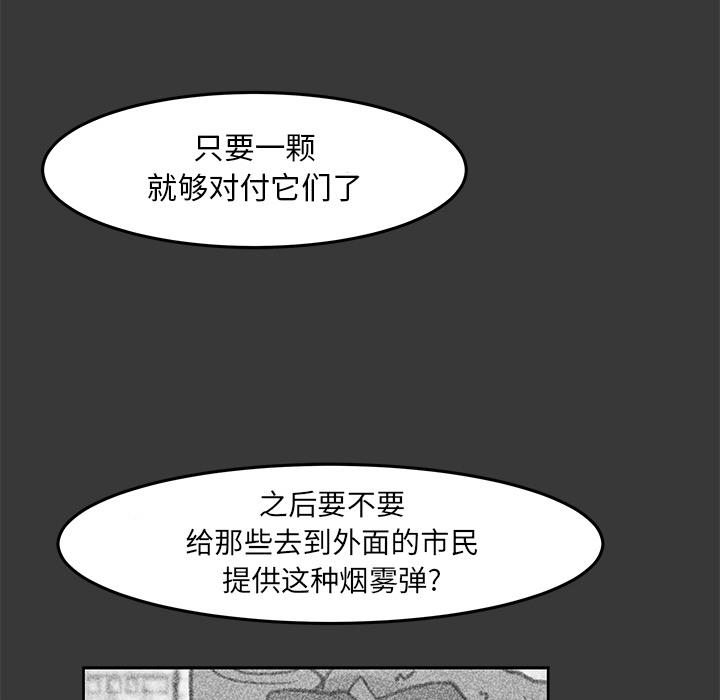 只要一颗
就够对付它们了
之后要不要
给那些去到外面的市民
提供这种烟雾弹?